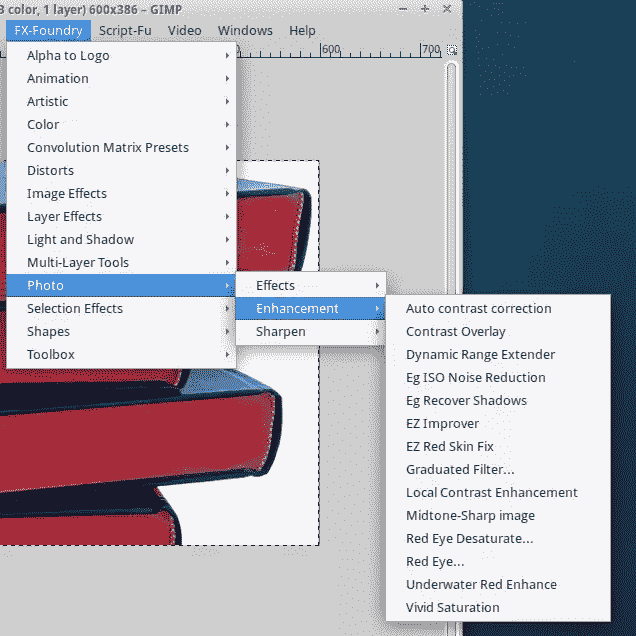 3 color, 1 layer) 600x386 – GIMP
FX-Foundry Script-Fu Video Windows Help
600 700
Alpha to Logo
Animation
Artistic
Color
Convolution Matrix Presets
Distorts
Image Effects
Layer Effects
Light and Shadow
Multi-Layer Tools
Photo
Selection Effects
Shapes
Toolbox
Effects
Enhancement
Sharpen
Auto contrast correction
Contrast Overlay
Dynamic Range Extender
Eg ISO Noise Reduction
Eg Recover Shadows
EZ Improver
EZ Red Skin Fix
Graduated Filter...
Local Contrast Enhancement
Midtone-Sharp image
Red Eye Desaturate...
Red Eye...
Underwater Red Enhance
Vivid Saturation